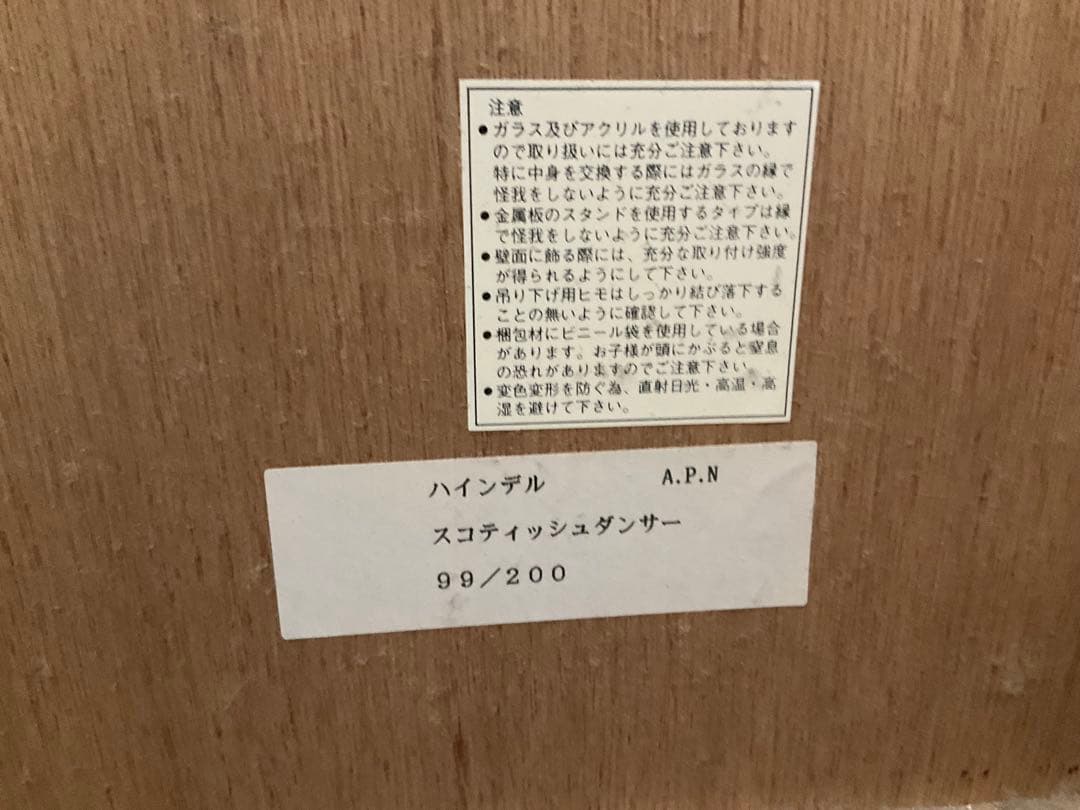 注意
●ガラス及びアクリルを使用しております
ので取り扱いには充分ご注意下さい。
特に中身を交換する際にはガラスの縁で
怪我をしないように充分ご注意下さい。
●金属板のスタンドを使用するタイプは縁
で怪我をしないように充分ご注意下さい。
●壁面に飾る際には、充分な取り付け強度
が得られるようにして下さい。
●吊り下げ用ヒモはしっかり結び落下する
ことの無いように確認して下さい。
●梱包材にビニール袋を使用している場合
があります。お子様が頭にかぶると窒息
の恐れがありますのでご注意下さい。
●変色変形を防ぐ為、直射日光・高温・高
湿を避けて下さい。
ハインデル A.P.N
スコティッシュダンサー
99/200